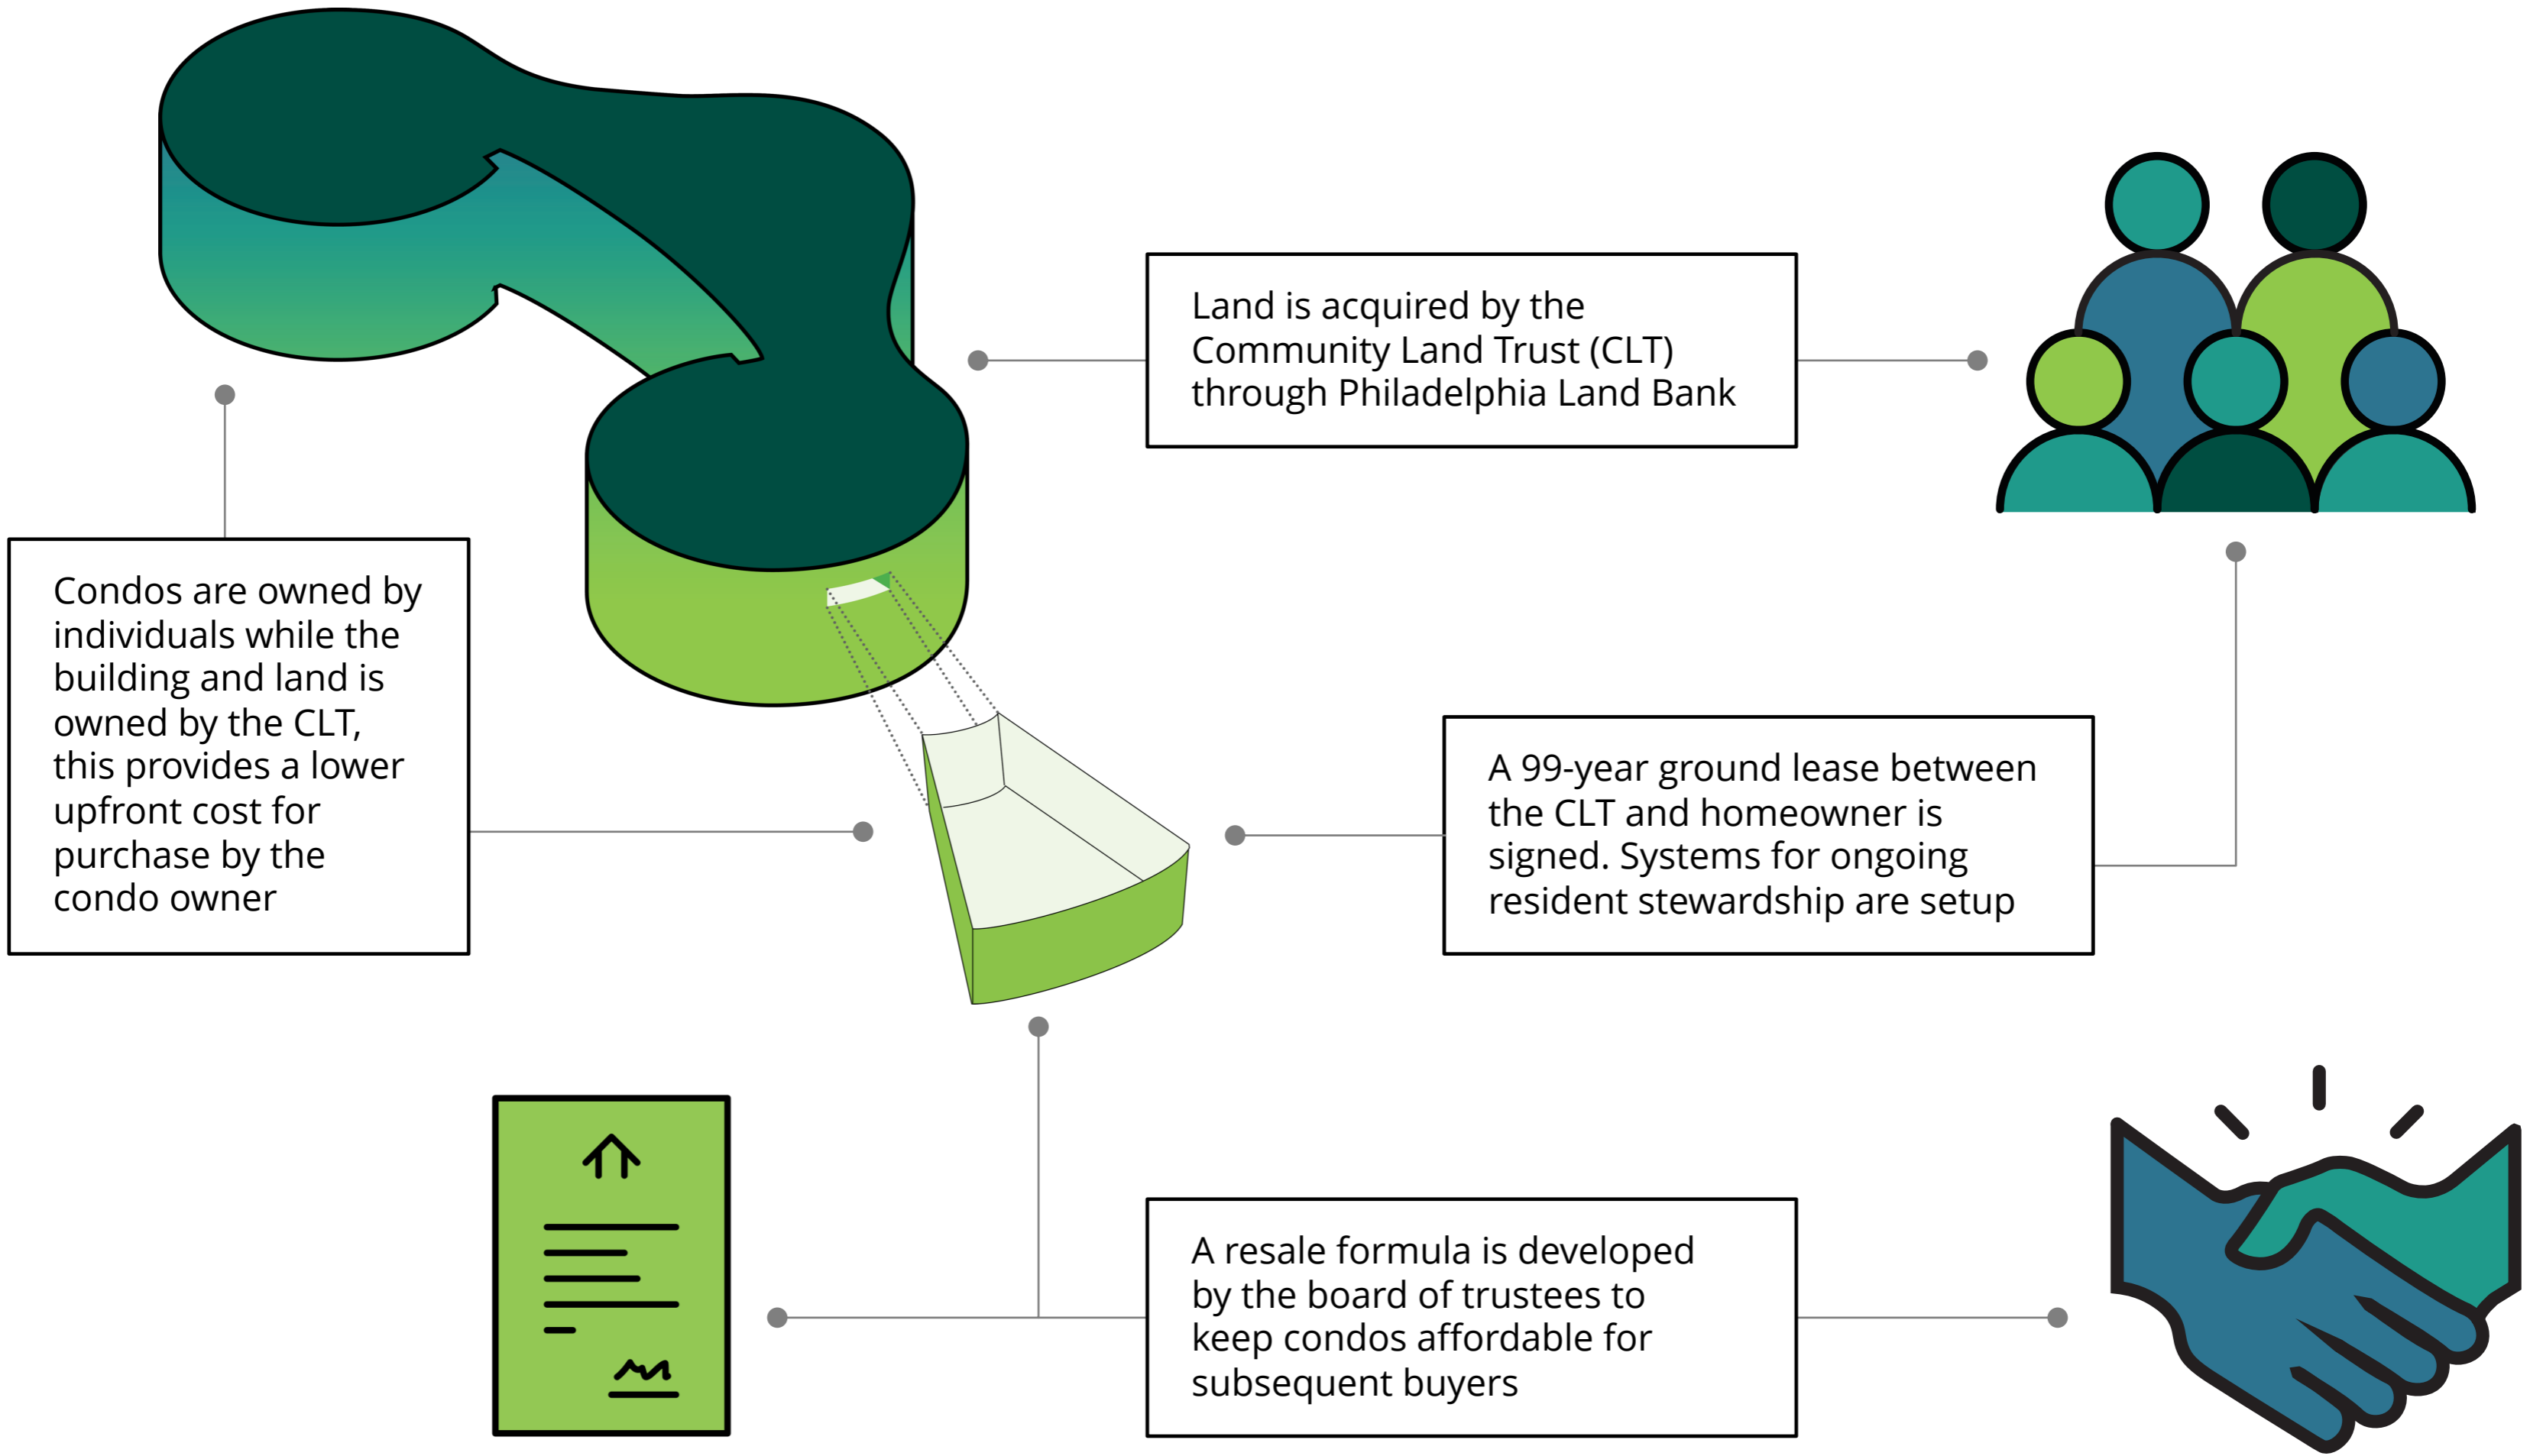 Land is acquired by the
Community Land Trust (CLT)
through Philadelphia Land Bank
Condos are owned by
individuals while the
building and land is
owned by the CLT,
this provides a lower
upfront cost for
purchase by the
condo owner
A 99-year ground lease between
the CLT and homeowner is
signed. Systems for ongoing
resident stewardship are setup
A resale formula is developed
by the board of trustees to
keep condos affordable for
subsequent buyers